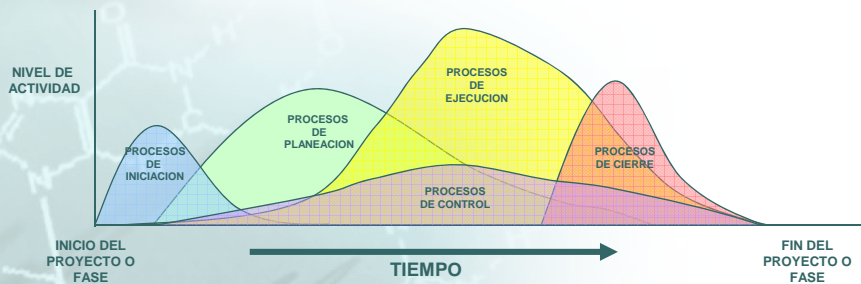 NIVEL DE
ACTIVIDAD
PROCESOS
DE
INICIACION
PROCESOS
DE
PLANEACION
PROCESOS
DE
EJECUCION
PROCESOS
DE CONTROL
PROCESOS
DE CIERRE
INICIO DEL
PROYECTO O
FASE
TIEMPO
FIN DEL
PROYECTO O
FASE